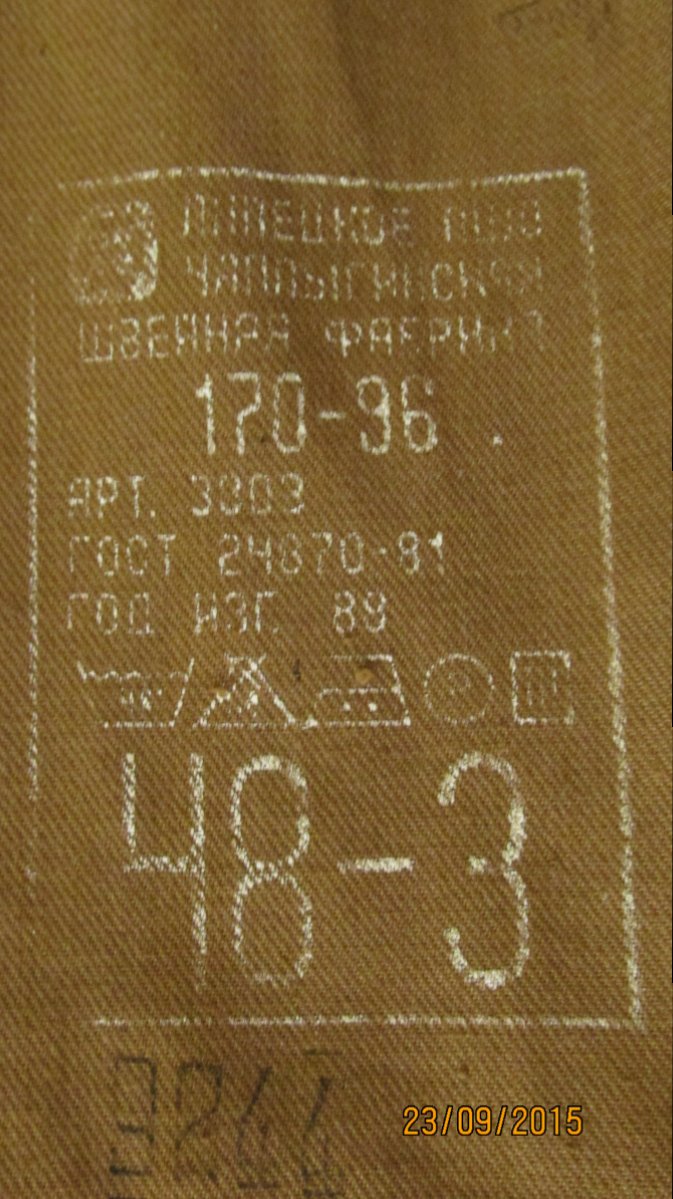 ЛИПЕЦКОЕ ПШО
ЧАПЛЫГИНСКАЯ
ШВЕЙНАЯ ФАБРИКА
170-96
АРТ. 3303
ГОСТ 24870-81
ГОД ИЗГ. 89
48-3
23/09/2015